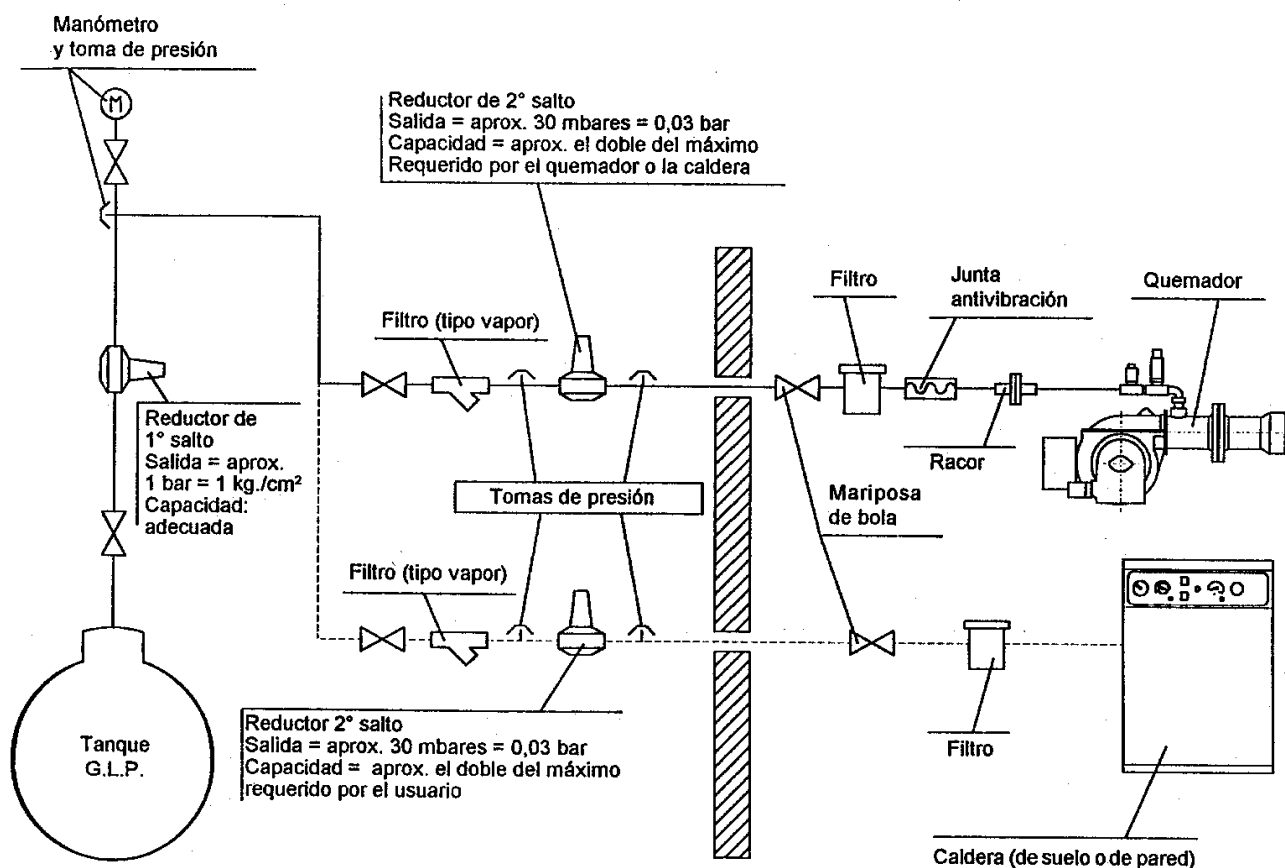 Manómetro
y toma de presión
M
Reductor de 2° salto
Salida = aprox. 30 mbares = 0,03 bar
Capacidad = aprox. el doble del máximo
Requerido por el quemador o la caldera
Filtro
Junta
antivibración
Quemador
Filtro (tipo vapor)
Reductor de
1° salto
Salida = aprox.
1 bar = 1 kg./cm²
Capacidad:
adecuada
Racor
Tomas de presión
Mariposa
de bola
Filtro (tipo vapor)
Tanque
G.L.P.
Reductor 2° salto
Salida = aprox. 30 mbares = 0,03 bar
Capacidad = aprox. el doble del máximo
requerido por el usuario
Filtro
Caldera (de suelo o de pared)